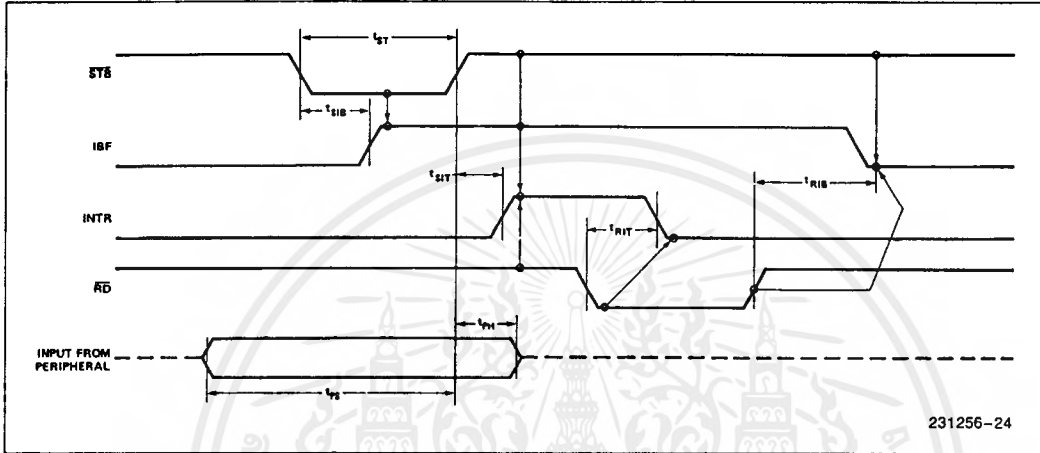 tST
STB
tSIB
IBF
tSIT
tRIB
INTR
tRIT
RD
tPH
INPUT FROM
PERIPHERAL
tPS
231256-24